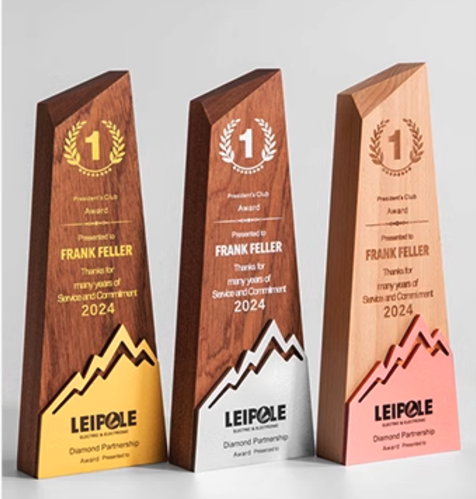 1
President's Club
Award
Presented to
FRANK FELLER
Thanks for
many years of
Service and Commitment
2024
LEIPOLE
ELECTRIC & ELECTRONIC
Diamond Partnership
Award Presented to
1
President's Club
Award
Presented to
FRANK FELLER
Thanks for
many years of
Service and Commitment
2024
LEIPOLE
ELECTRIC & ELECTRONIC
Diamond Partnership
Award Presented to
1
President's Club
Award
Presented to
FRANK FELLER
Thanks for
many years of
Service and Commitment
2024
LEIPOLE
ELECTRIC & ELECTRONIC
Diamond Partnership
Award Presented to